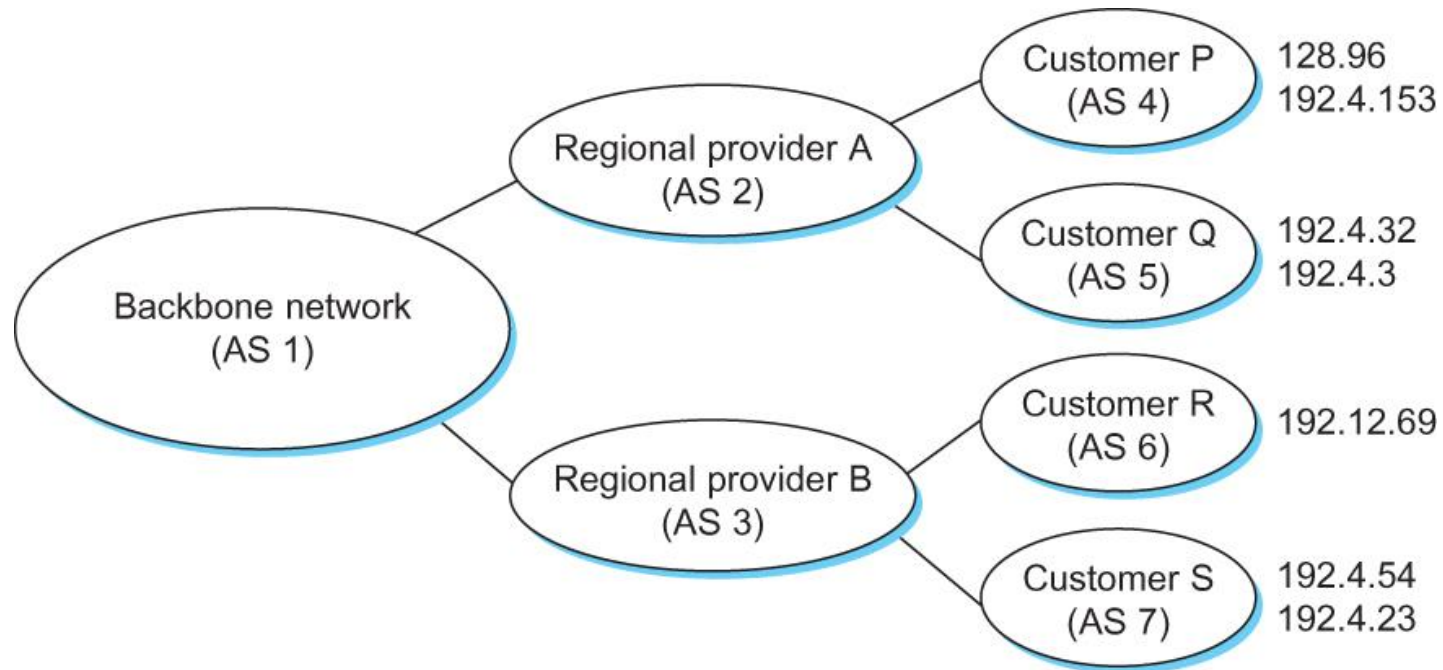 Customer P
(AS 4)
128.96
192.4.153
Regional provider A
(AS 2)
Customer Q
(AS 5)
192.4.32
192.4.3
Backbone network
(AS 1)
Customer R
(AS 6)
192.12.69
Regional provider B
(AS 3)
Customer S
(AS 7)
192.4.54
192.4.23